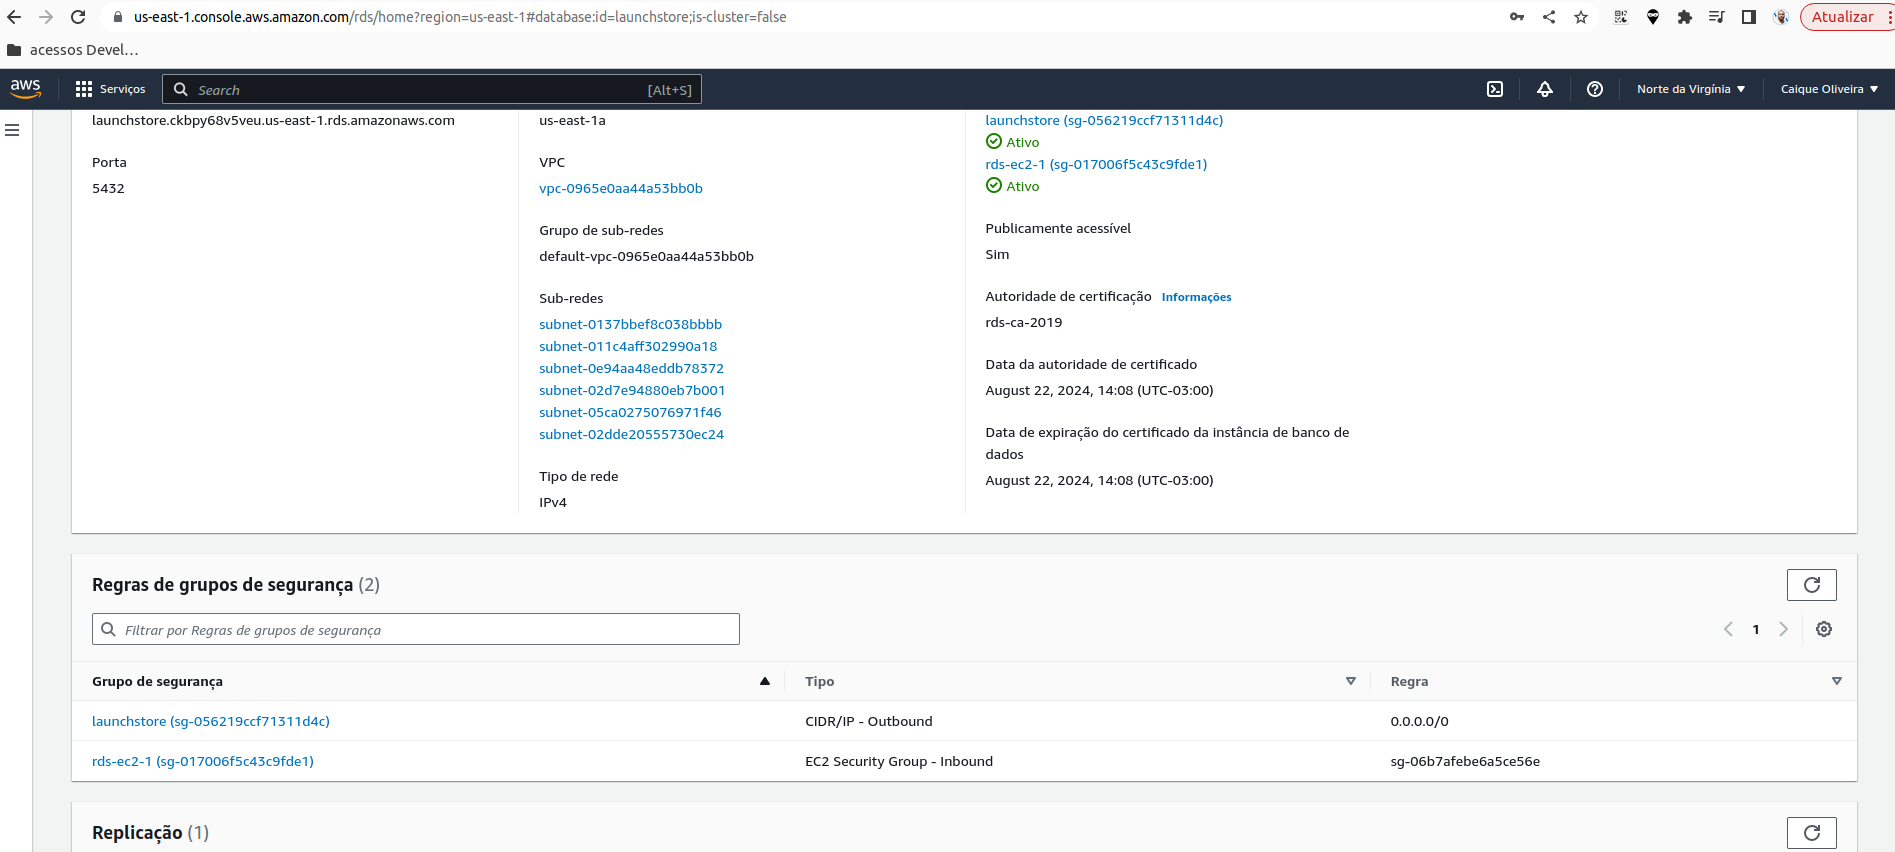 us-east-1.console.aws.amazon.com/rds/home?region=us-east-1#database:id=launchstore;is-cluster=false
Atualizar
acessos Devel...
aws
Serviços
Search
[Alt+S]
Norte da Virgínia
Caique Oliveira
launchstore.ckbpy68v5veu.us-east-1.rds.amazonaws.com
Porta
5432
us-east-1a
VPC
vpc-0965e0aa44a53bb0b
Grupo de sub-redes
default-vpc-0965e0aa44a53bb0b
Sub-redes
subnet-0137bbef8c038bbbb
subnet-011c4aff302990a18
subnet-0e94aa48eddb78372
subnet-02d7e94880eb7b001
subnet-05ca0275076971f46
subnet-02dde20555730ec24
Tipo de rede
IPv4
launchstore (sg-056219ccf71311d4c)
Ativo
rds-ec2-1 (sg-017006f5c43c9fde1)
Ativo
Publicamente acessível
Sim
Autoridade de certificação Informações
rds-ca-2019
Data da autoridade de certificado
August 22, 2024, 14:08 (UTC-03:00)
Data de expiração do certificado da instância de banco de
dados
August 22, 2024, 14:08 (UTC-03:00)
Regras de grupos de segurança (2)
Filtrar por Regras de grupos de segurança
1
Grupo de segurança Tipo Regra
launchstore (sg-056219ccf71311d4c) CIDR/IP - Outbound 0.0.0.0/0
rds-ec2-1 (sg-017006f5c43c9fde1) EC2 Security Group - Inbound sg-06b7afebe6a5ce56e
Replicação (1)